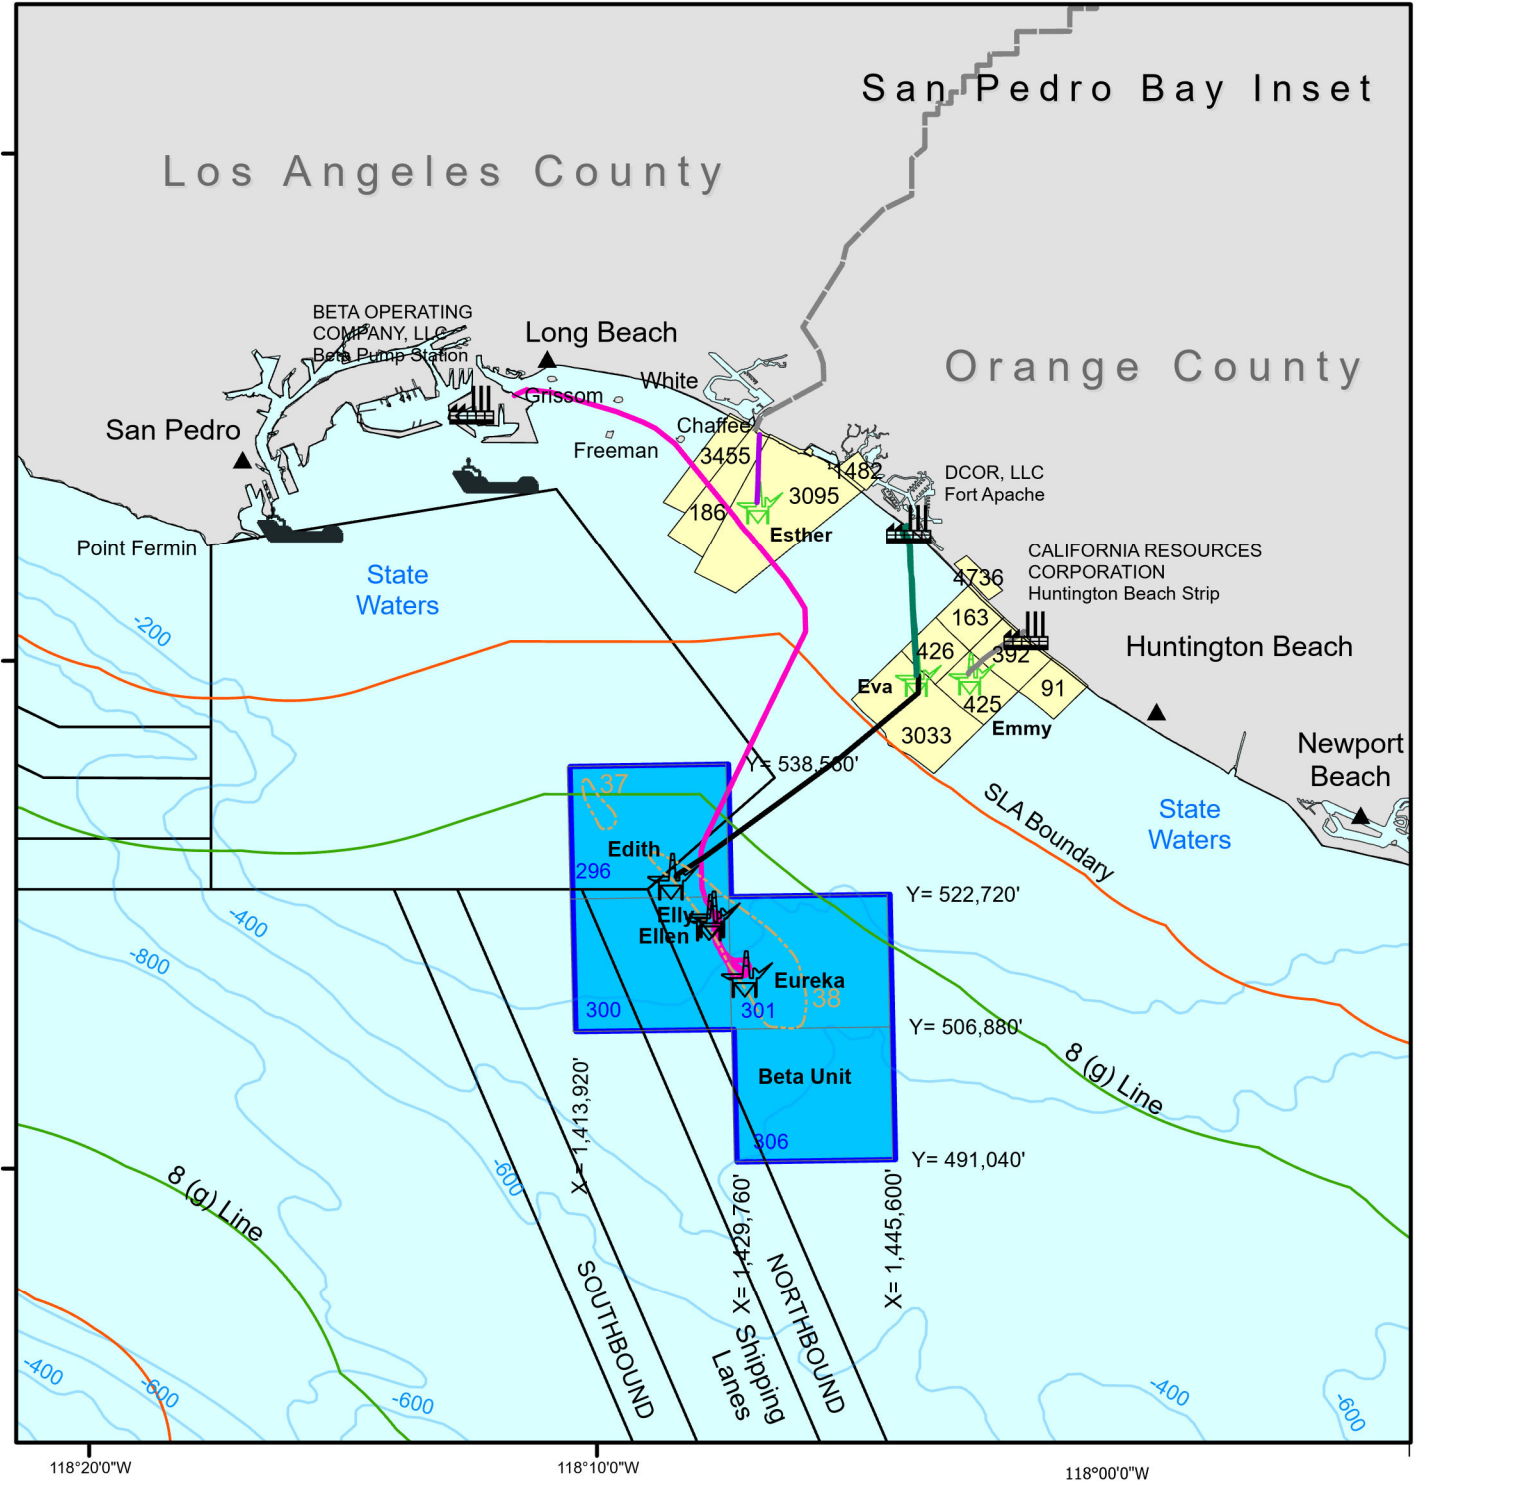 San Pedro Bay Inset
Los Angeles County
Orange County
BETA OPERATING
COMPANY, LLC
Beta Pump Station
Long Beach
White
Grissom
San Pedro
Chaffee
Freeman
3455
1482
DCOR, LLC
Fort Apache
3095
186
Esther
Point Fermin
CALIFORNIA RESOURCES
CORPORATION
Huntington Beach Strip
State
Waters
4736
-200
163
426
392
Huntington Beach
Eva
91
425
Emmy
3033
Newport
Beach
Y= 538,560'
37
SLA Boundary
State
Waters
Edith
296
Y= 522,720'
Elly
Ellen
-400
-800
Eureka
38
300
301
Y= 506,880'
8 (g) Line
Beta Unit
X= 1,413,920'
306
Y= 491,040'
-600
8 (g) Line
X= 1,429,760'
X= 1,445,600'
SOUTHBOUND
NORTHBOUND
Shipping
Lanes
-400
-600
-600
-400
-600
118°20'0"W
118°10'0"W
118°00'0"W